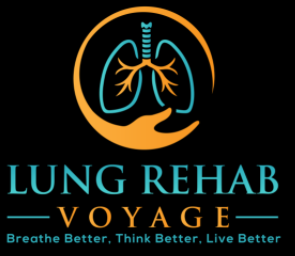 LUNG REHAB
VOYAGE
Breathe Better, Think Better, Live Better